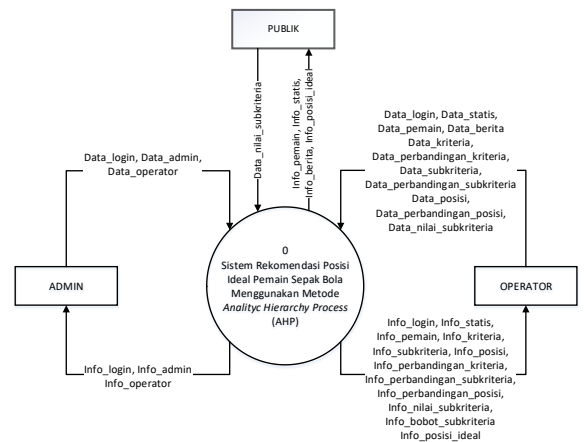 PUBLIK
Data_nilai_subkriteria
Info_pemain, Info_statis,
Info_berita, Info_posisi_ideal
Data_login, Data_admin,
Data_operator
Data_login, Data_statis,
Data_pemain, Data_berita
Data_kriteria,
Data_perbandingan_kriteria,
Data_subkriteria,
Data_perbandingan_subkriteria
Data_posisi,
Data_perbandingan_posisi,
Data_nilai_subkriteria
0
Sistem Rekomendasi Posisi
Ideal Pemain Sepak Bola
Menggunakan Metode
Analityc Hierarchy Process
(AHP)
ADMIN
OPERATOR
Info_login, Info_admin
Info_operator
Info_login, Info_statis,
Info_pemain, Info_kriteria,
Info_subkriteria, Info_posisi,
Info_perbandingan_kriteria,
Info_perbandingan_subkriteria,
Info_perbandingan_posisi,
Info_nilai_subkriteria,
Info_bobot_subkriteria
Info_posisi_ideal